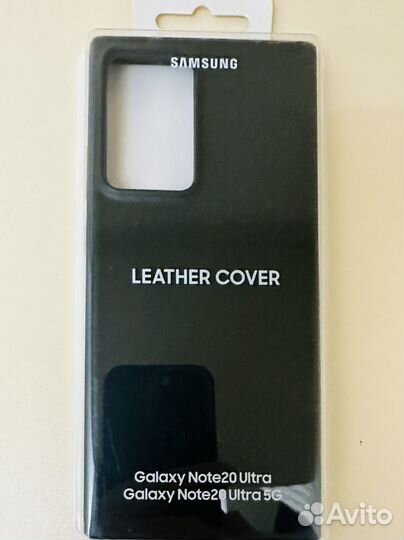 SAMSUNG
LEATHER COVER
Galaxy Note20 Ultra
Galaxy Note20 Ultra 5G
Avito